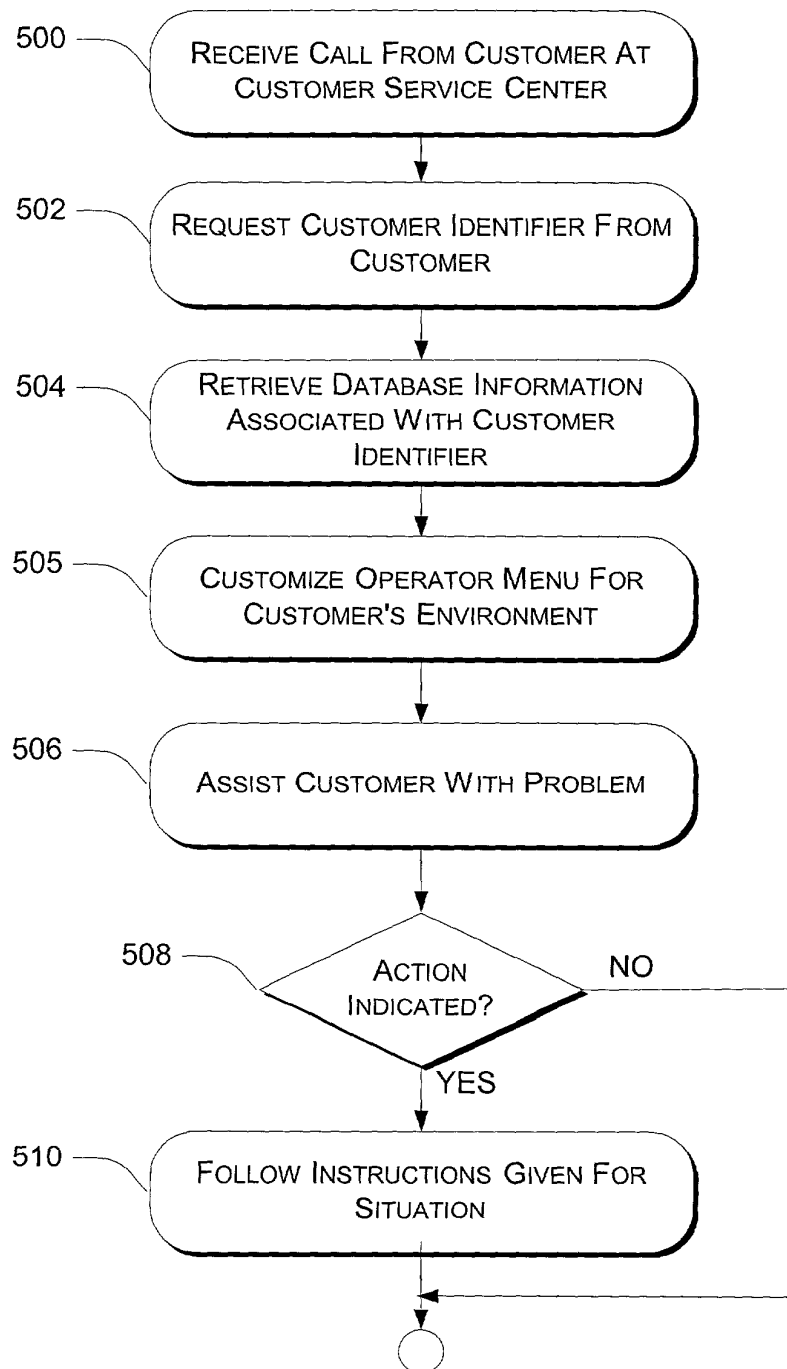 500
RECEIVE CALL FROM CUSTOMER AT
CUSTOMER SERVICE CENTER
502
REQUEST CUSTOMER IDENTIFIER FROM
CUSTOMER
504
RETRIEVE DATABASE INFORMATION
ASSOCIATED WITH CUSTOMER
IDENTIFIER
505
CUSTOMIZE OPERATOR MENU FOR
CUSTOMER'S ENVIRONMENT
506
ASSIST CUSTOMER WITH PROBLEM
508
ACTION
INDICATED?
NO
YES
510
FOLLOW INSTRUCTIONS GIVEN FOR
SITUATION